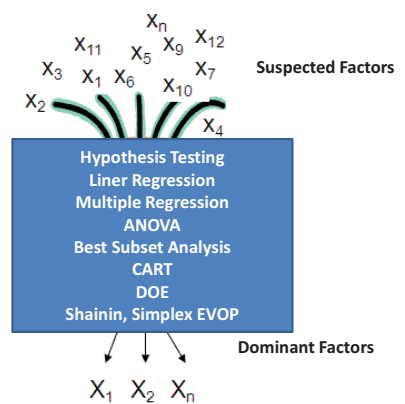 Xn
X11 X9 X12
X5
X3 X1 X6 X7
X10
X2
X4
Suspected Factors
Hypothesis Testing
Liner Regression
Multiple Regression
ANOVA
Best Subset Analysis
CART
DOE
Shainin, Simplex EVOP
Dominant Factors
X1 X2 Xn